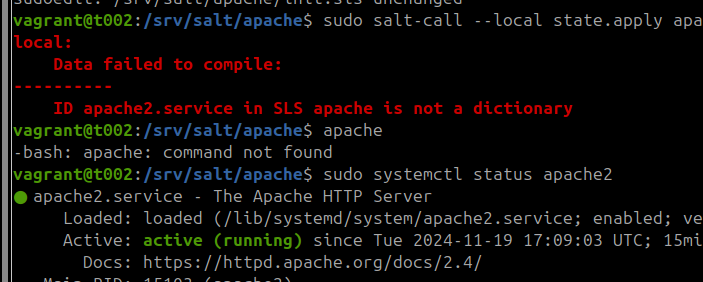 vagrant@t002:/srv/salt/apache$ sudo salt-call --local state.apply apa
local:
    Data failed to compile:
----------
    ID apache2.service in SLS apache is not a dictionary
vagrant@t002:/srv/salt/apache$ apache
-bash: apache: command not found
vagrant@t002:/srv/salt/apache$ sudo systemctl status apache2
● apache2.service - The Apache HTTP Server
     Loaded: loaded (/lib/systemd/system/apache2.service; enabled; ve
     Active: active (running) since Tue 2024-11-19 17:09:03 UTC; 15mi
       Docs: https://httpd.apache.org/docs/2.4/